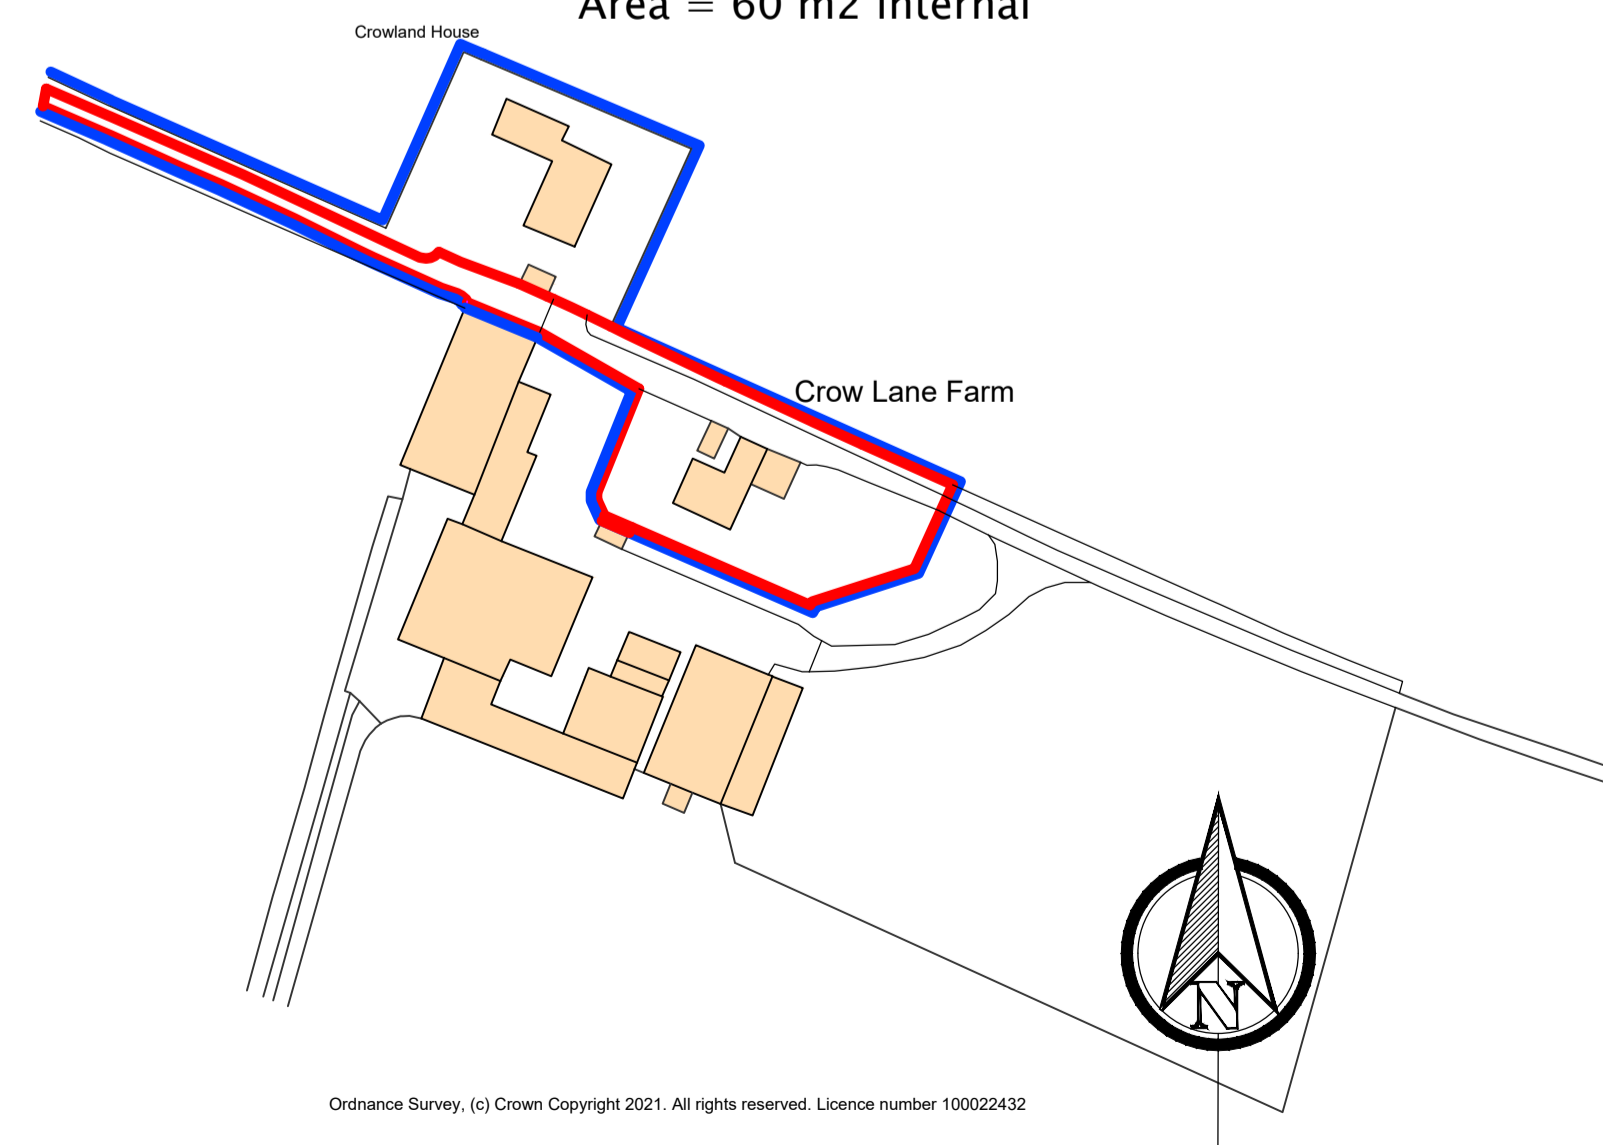 Area = 60 m2 Internal
Crowland House
Crow Lane Farm
N
Ordnance Survey, (c) Crown Copyright 2021. All rights reserved. Licence number 100022432